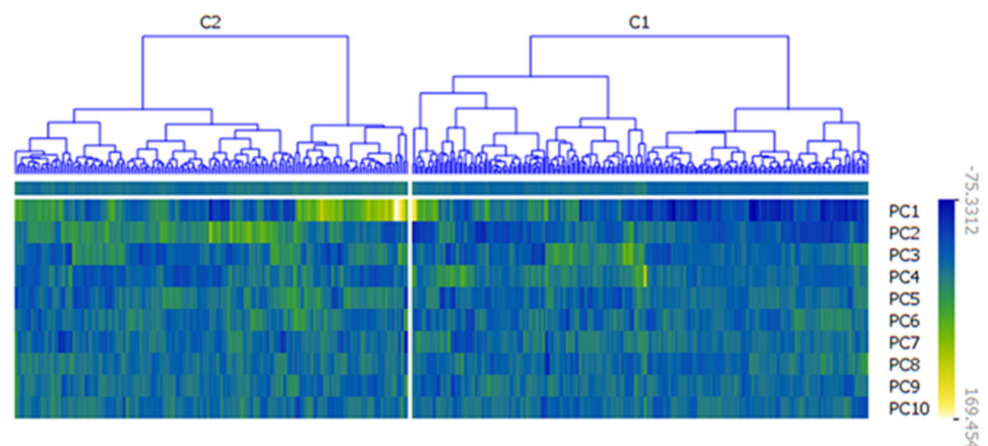 C2
C1
PC1
PC2
PC3
PC4
PC5
PC6
PC7
PC8
PC9
PC10
-75.3312
169.454